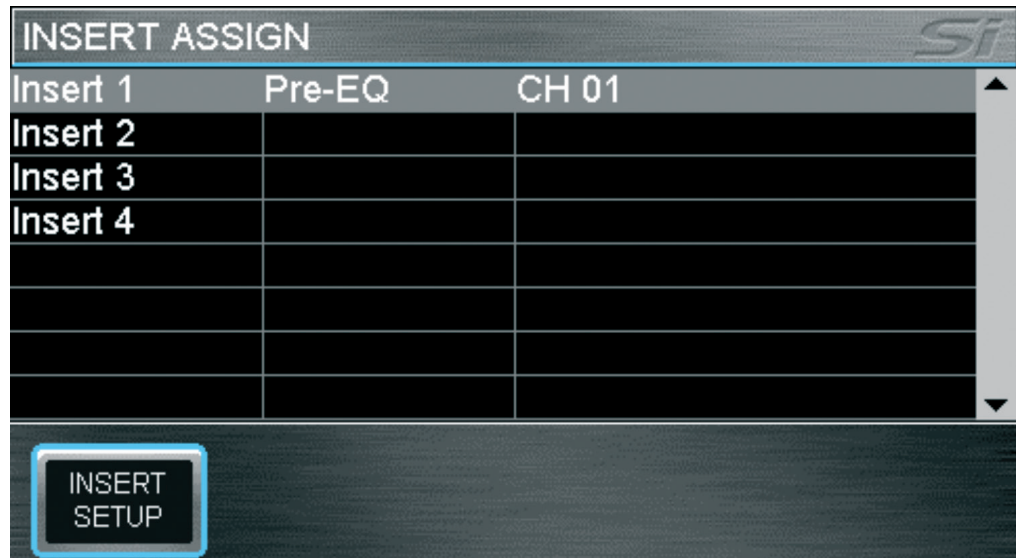 INSERT ASSIGN Si
Insert 1 Pre-EQ CH 01
Insert 2
Insert 3
Insert 4
INSERT
SETUP